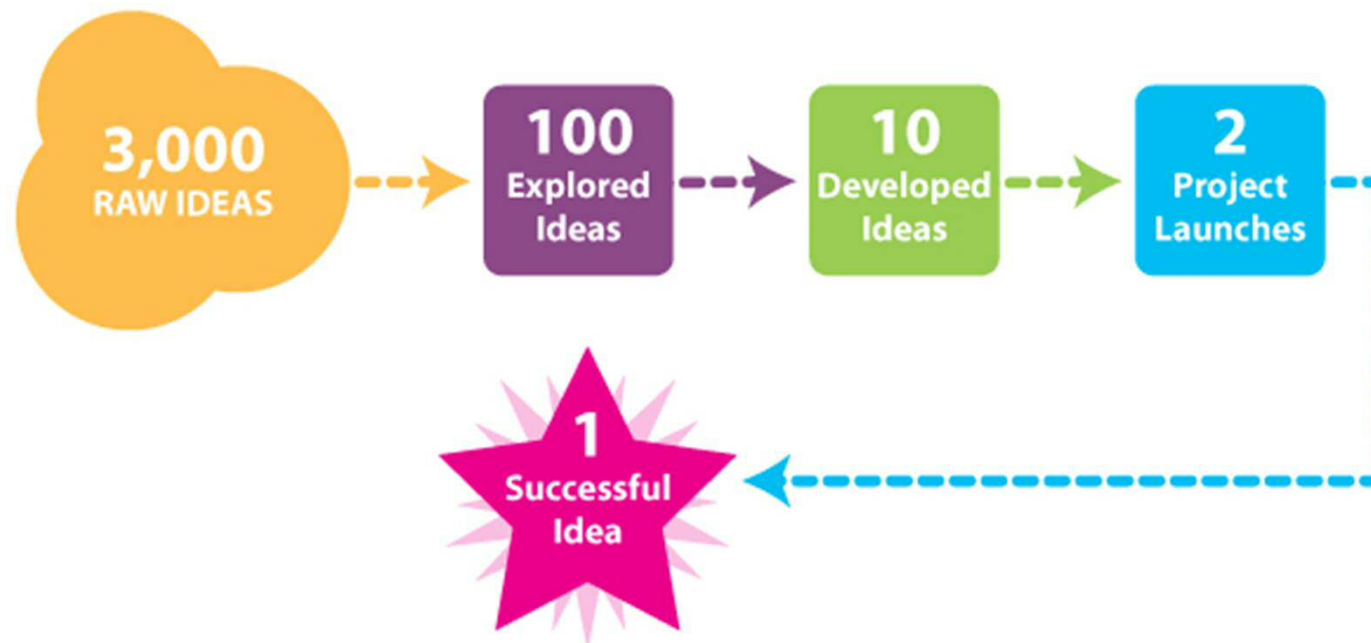 3,000
RAW IDEAS
100
Explored
Ideas
10
Developed
Ideas
2
Project
Launches
1
Successful
Idea